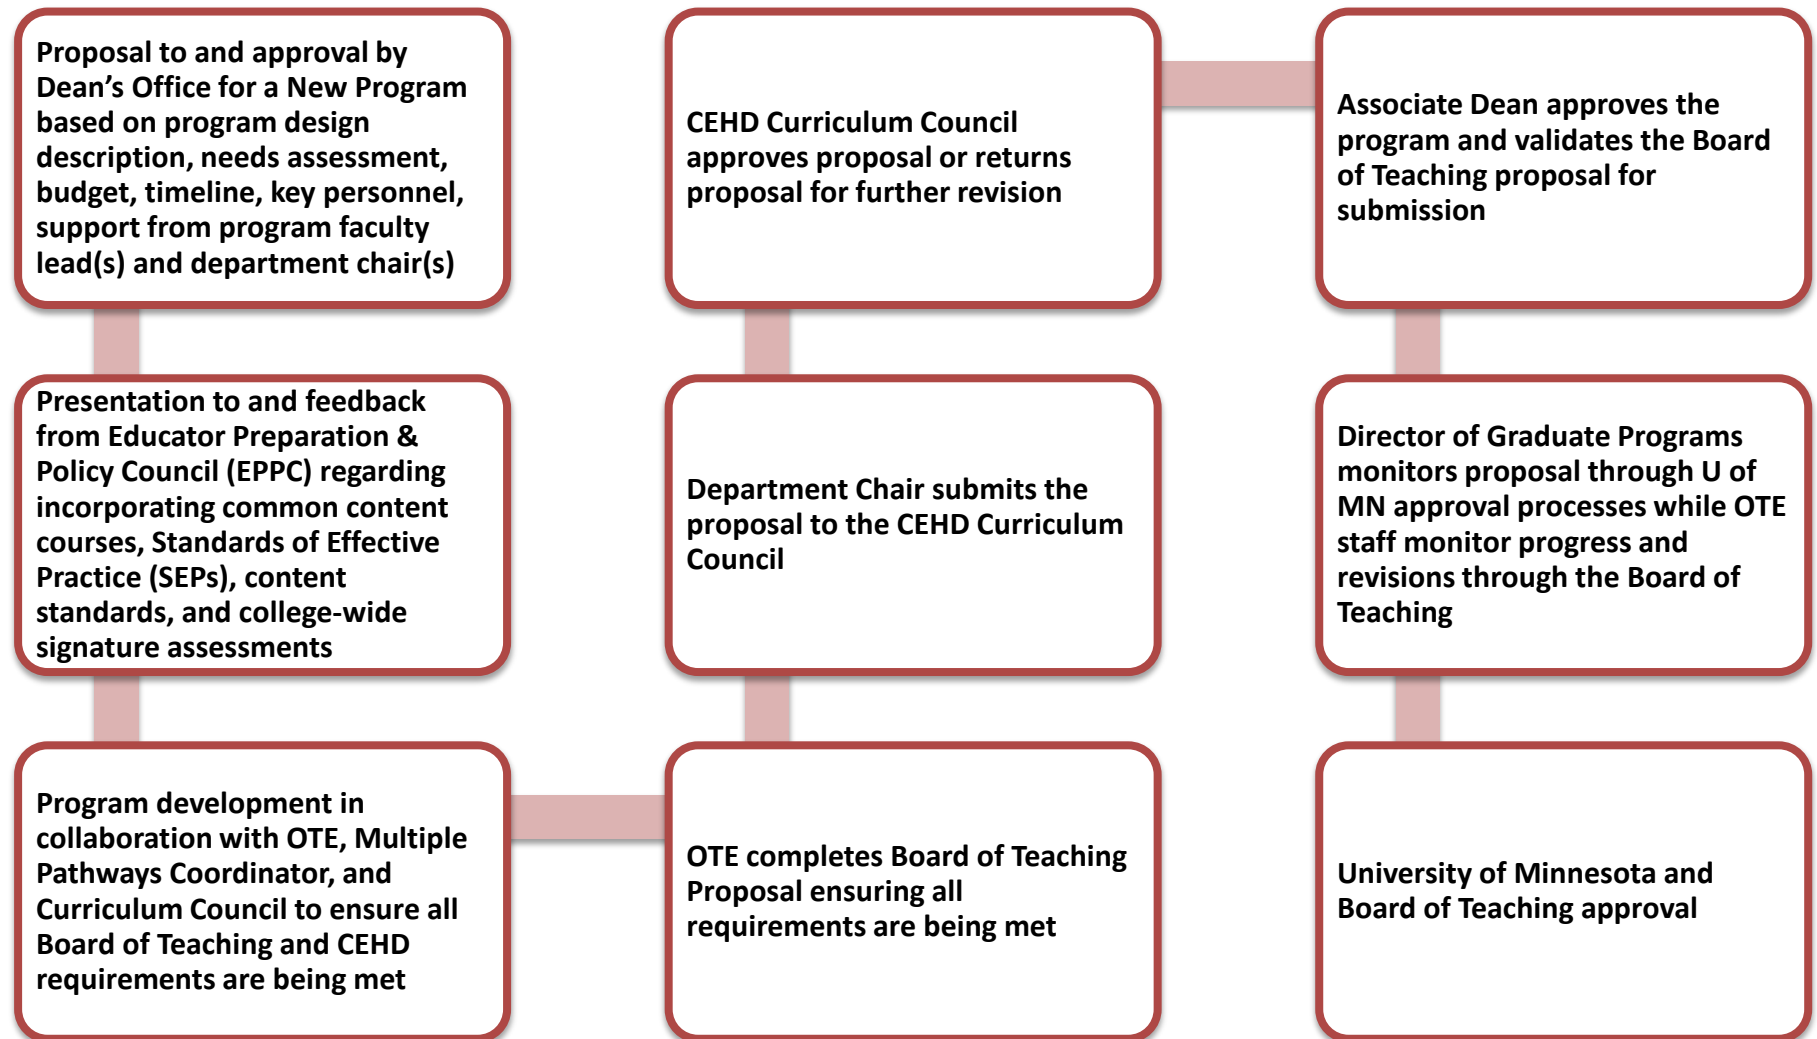 Proposal to and approval by
Dean’s Office for a New Program
based on program design
description, needs assessment,
budget, timeline, key personnel,
support from program faculty
lead(s) and department chair(s)
Presentation to and feedback
from Educator Preparation &
Policy Council (EPPC) regarding
incorporating common content
courses, Standards of Effective
Practice (SEPs), content
standards, and college-wide
signature assessments
Program development in
collaboration with OTE, Multiple
Pathways Coordinator, and
Curriculum Council to ensure all
Board of Teaching and CEHD
requirements are being met
OTE completes Board of Teaching
Proposal ensuring all
requirements are being met
Department Chair submits the
proposal to the CEHD Curriculum
Council
CEHD Curriculum Council
approves proposal or returns
proposal for further revision
Associate Dean approves the
program and validates the Board
of Teaching proposal for
submission
Director of Graduate Programs
monitors proposal through U of
MN approval processes while OTE
staff monitor progress and
revisions through the Board of
Teaching
University of Minnesota and
Board of Teaching approval